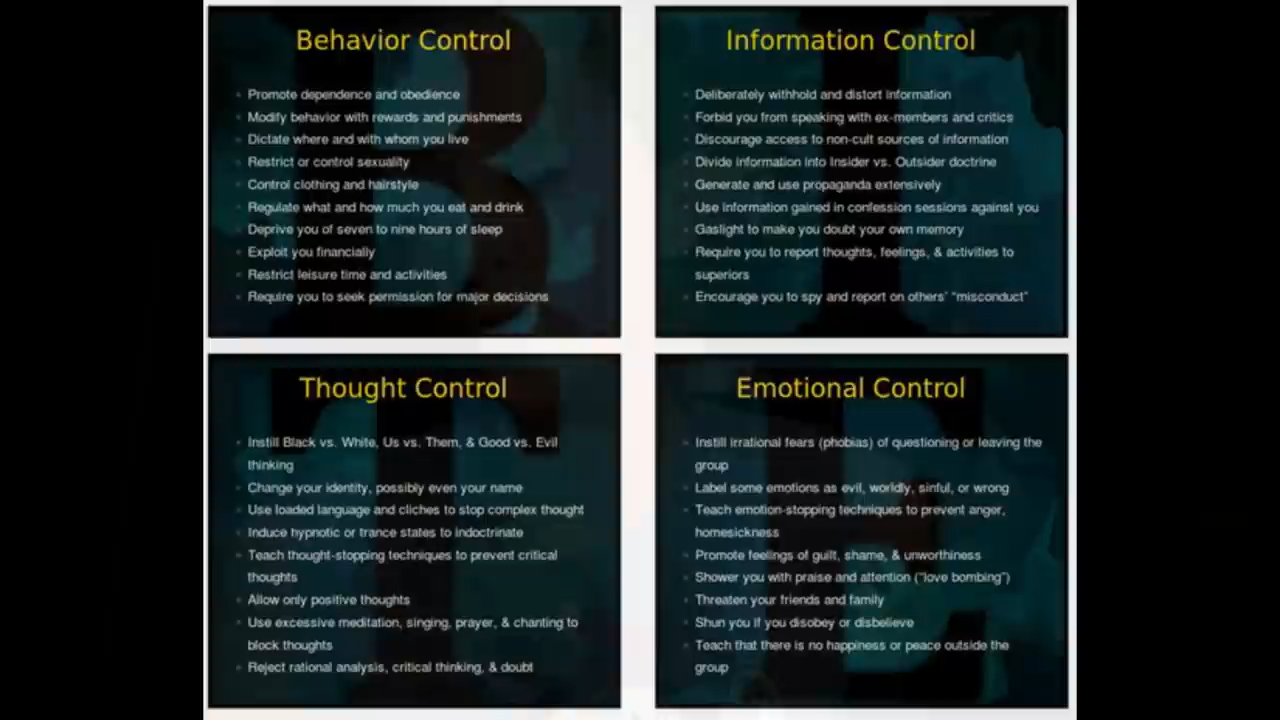 Behavior Control
Promote dependence and obedience
Modify behavior with rewards and punishments
Dictate where and with whom you live
Restrict or control sexuality
Control clothing and hairstyle
Regulate what and how much you eat and drink
Deprive you of seven to nine hours of sleep
Exploit you financially
Restrict leisure time and activities
Require you to seek permission for major decisions
Information Control
Deliberately withhold and distort information
Forbid you from speaking with ex-members and critics
Discourage access to non-cult sources of information
Divide information into Insider vs. Outsider doctrine
Generate and use propaganda extensively
Use information gained in confession sessions against you
Gaslight to make you doubt your own memory
Require you to report thoughts, feelings, & activities to
superiors
Encourage you to spy and report on others' "misconduct"
Thought Control
Instill Black vs. White, Us vs. Them, & Good vs. Evil
thinking
Change your identity, possibly even your name
Use loaded language and cliches to stop complex thought
Induce hypnotic or trance states to indoctrinate
Teach thought-stopping techniques to prevent critical
thoughts
Allow only positive thoughts
Use excessive meditation, singing, prayer, & chanting to
block thoughts
Reject rational analysis, critical thinking, & doubt
Emotional Control
Instill irrational fears (phobias) of questioning or leaving the
group
Label some emotions as evil, worldly, sinful, or wrong
Teach emotion-stopping techniques to prevent anger,
homesickness
Promote feelings of guilt, shame, & unworthiness
Shower you with praise and attention ("love bombing")
Threaten your friends and family
Shun you if you disobey or disbelieve
Teach that there is no happiness or peace outside the
group